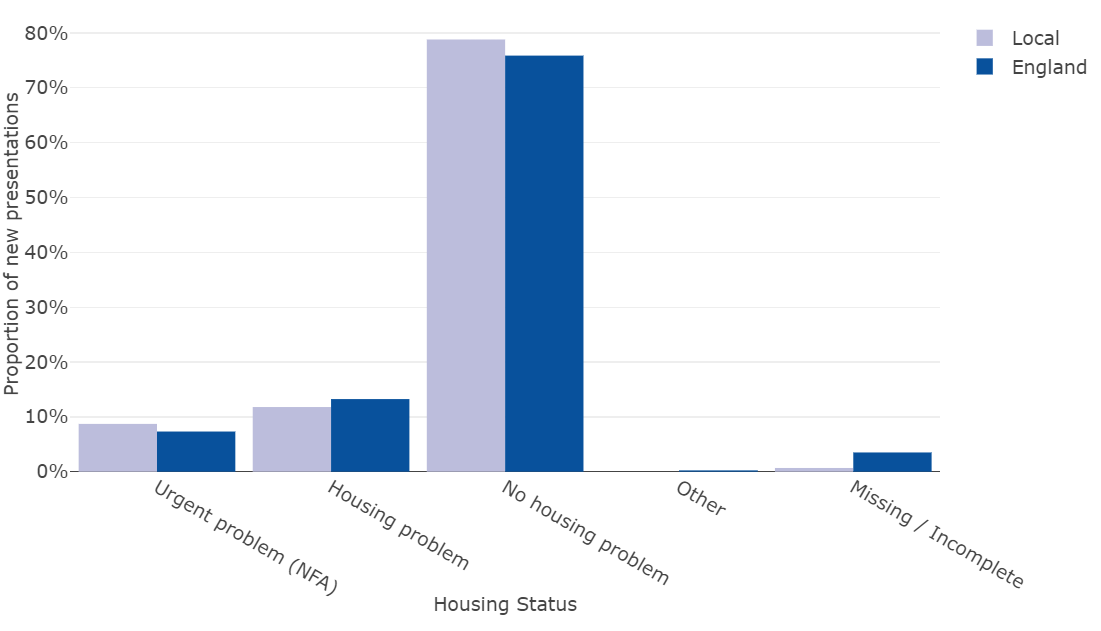 80%
70%
60%
50%
40%
30%
20%
10%
0%
Proportion of new presentations
Urgent problem (NFA)
Housing problem
No housing problem
Other
Missing / Incomplete
Housing Status
Local
England